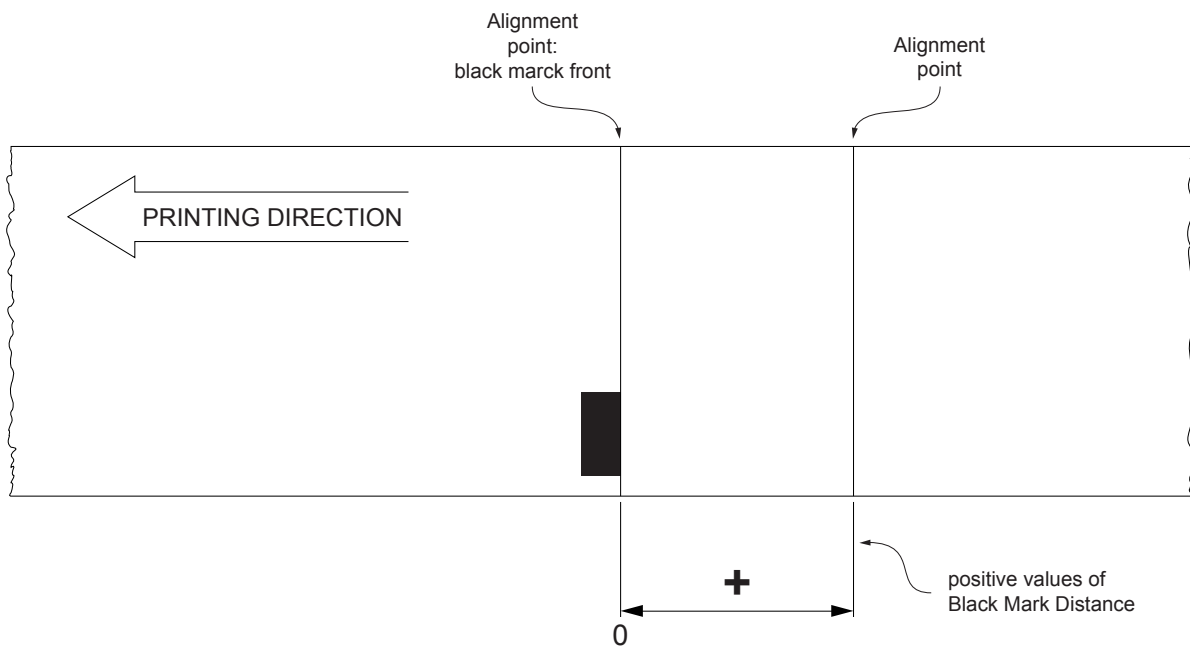 Alignment
point:
black marck front
Alignment
point
PRINTING DIRECTION
+
0
positive values of
Black Mark Distance